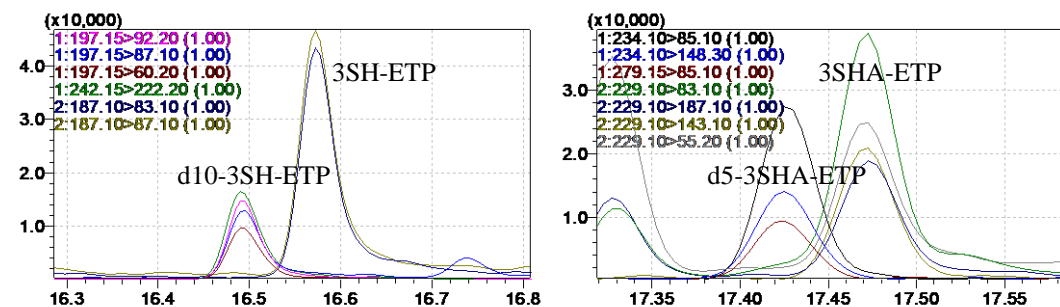 (x10,000)
1:197.15>92.20 (1.00)
1:197.15>87.10 (1.00)
1:197.15>60.20 (1.00)
1:242.15>222.20 (1.00)
2:187.10>83.10 (1.00)
2:187.10>87.10 (1.00)
3SH-ETP
d10-3SH-ETP
4.0
3.0
2.0
1.0
16.3 16.4 16.5 16.6 16.7 16.8
(x10,000)
1:234.10>85.10 (1.00)
1:234.10>148.30 (1.00)
1:279.15>85.10 (1.00)
2:229.10>83.10 (1.00)
2:229.10>187.10 (1.00)
2:229.10>143.10 (1.00)
2:229.10>55.20 (1.00)
3SHA-ETP
d5-3SHA-ETP
3.0
2.0
1.0
17.35 17.40 17.45 17.50 17.55